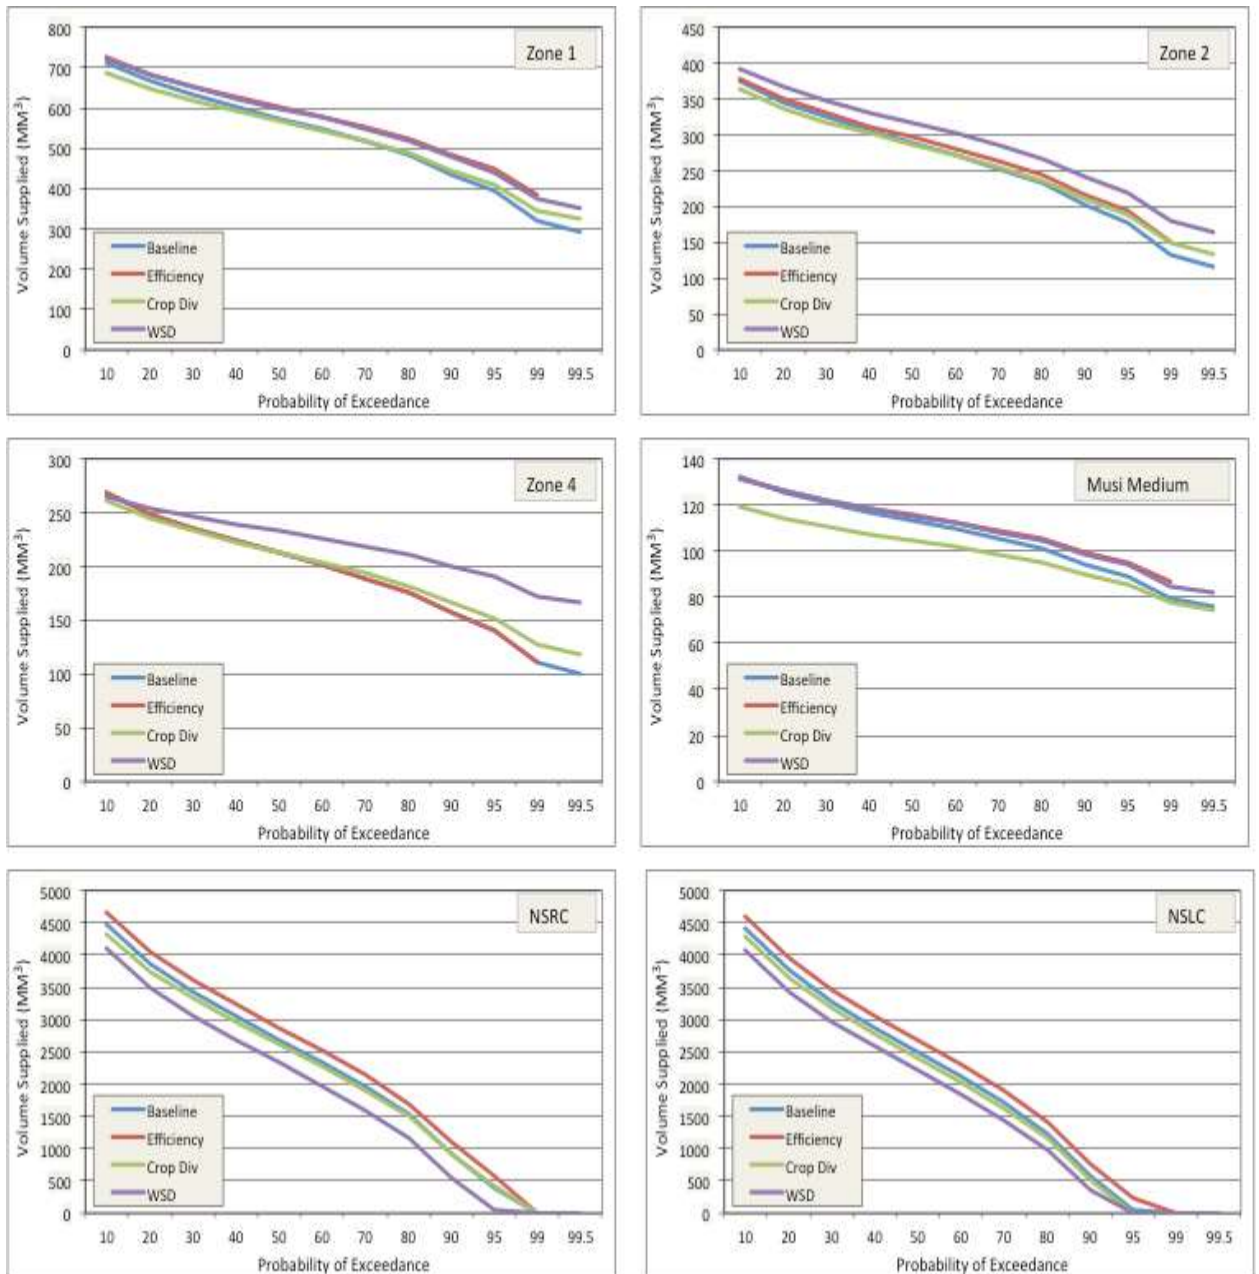 Zone 1
Volume Supplied (MM³)
800
700
600
500
400
300
200
100
0
Baseline
Efficiency
Crop Div
WSD
10 20 30 40 50 60 70 80 90 95 99 99.5
Probability of Exceedance
Zone 2
Volume Supplied (MM³)
450
400
350
300
250
200
150
100
50
0
Baseline
Efficiency
Crop Div
WSD
10 20 30 40 50 60 70 80 90 95 99 99.5
Probability of Exceedance
Zone 4
Volume Supplied (MM³)
300
250
200
150
100
50
0
Baseline
Efficiency
Crop Div
WSD
10 20 30 40 50 60 70 80 90 95 99 99.5
Probability of Exceedance
Musi Medium
Volume Supplied (MM³)
140
120
100
80
60
40
20
0
Baseline
Efficiency
Crop Div
WSD
10 20 30 40 50 60 70 80 90 95 99 99.5
Probability of Exceedance
NSRC
Volume Supplied (MM³)
5000
4500
4000
3500
3000
2500
2000
1500
1000
500
0
Baseline
Efficiency
Crop Div
WSD
10 20 30 40 50 60 70 80 90 95 99 99.5
Probability of Exceedance
NSLC
Volume Supplied (MM³)
5000
4500
4000
3500
3000
2500
2000
1500
1000
500
0
Baseline
Efficiency
Crop Div
WSD
10 20 30 40 50 60 70 80 90 95 99 99.5
Probability of Exceedance